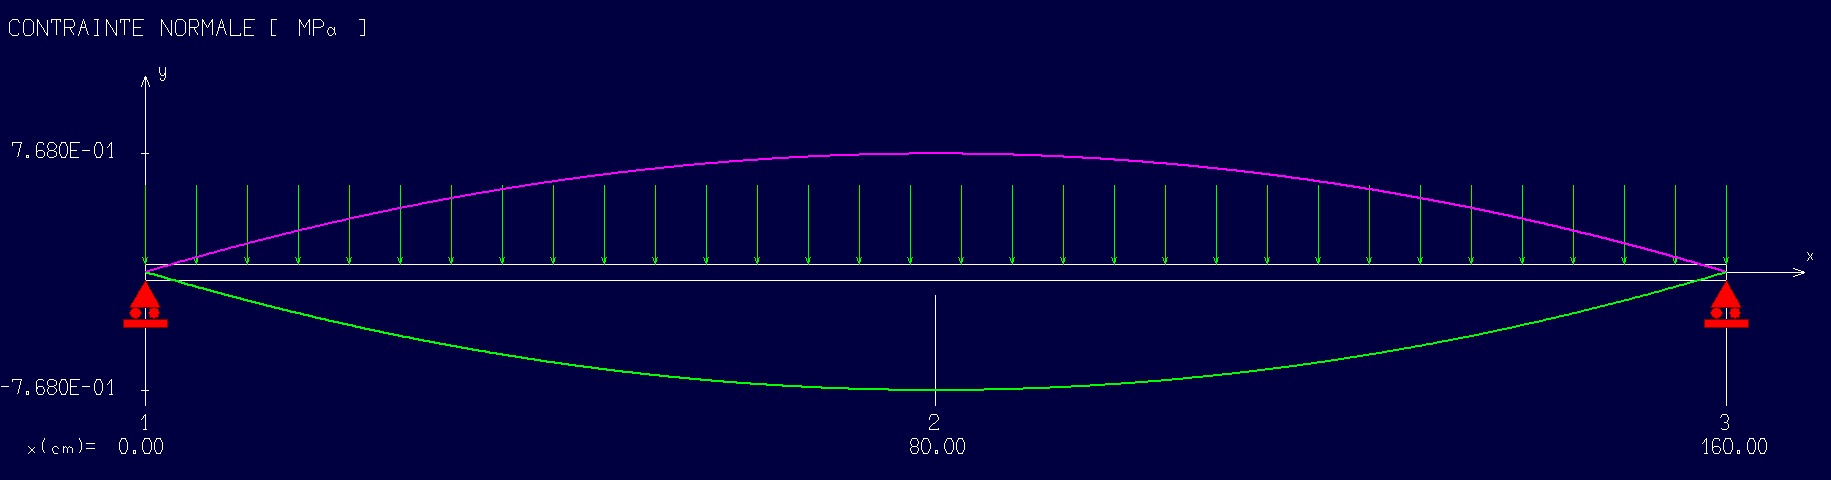 CONTRAINTE NORMALE [ MPa ]
y
7.680E-01
x
-7.680E-01
1 2 3
x(cm)= 0.00 80.00 160.00